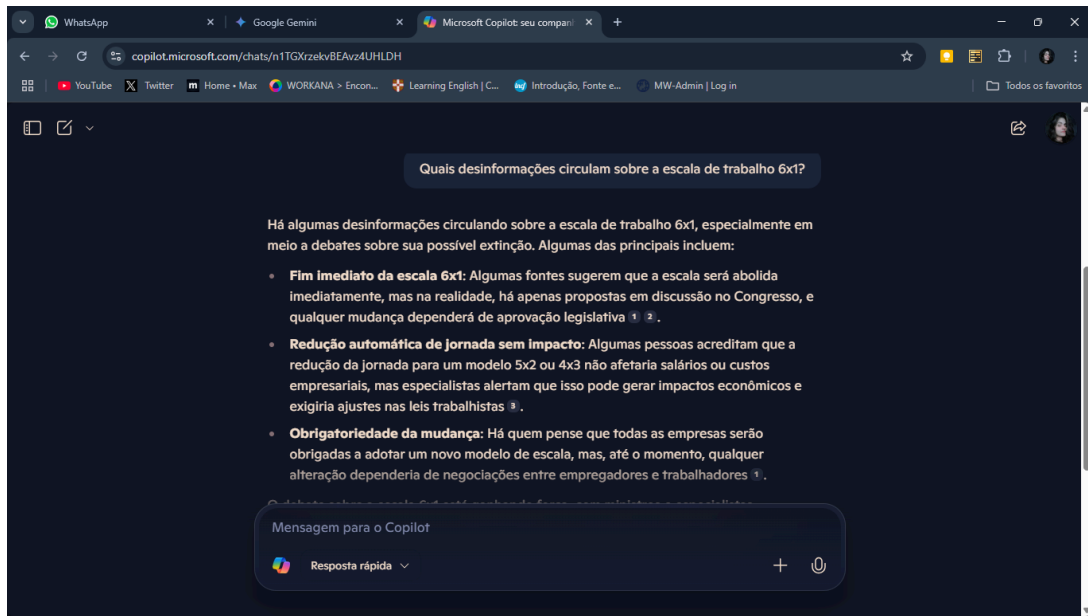 WhatsApp
Google Gemini
Microsoft Copilot: seu compan
copilot.microsoft.com/chats/n1TGXrzekvBEAvz4UHLDH
YouTube
Twitter
Home • Max
WORKANA > Encon...
Learning English | C...
Introdução, Fonte e...
MW-Admin | Log in
Todos os favoritos
Quais desinformações circulam sobre a escala de trabalho 6x1?
Há algumas desinformações circulando sobre a escala de trabalho 6x1, especialmente em
meio a debates sobre sua possível extinção. Algumas das principais incluem:
• Fim imediato da escala 6x1: Algumas fontes sugerem que a escala será abolida
imediatamente, mas na realidade, há apenas propostas em discussão no Congresso, e
qualquer mudança dependerá de aprovação legislativa 1 2.
• Redução automática de jornada sem impacto: Algumas pessoas acreditam que a
redução da jornada para um modelo 5x2 ou 4x3 não afetaria salários ou custos
empresariais, mas especialistas alertam que isso pode gerar impactos econômicos e
exigiria ajustes nas leis trabalhistas 3.
• Obrigatoriedade da mudança: Há quem pense que todas as empresas serão
obrigadas a adotar um novo modelo de escala, mas, até o momento, qualquer
alteração dependeria de negociações entre empregadores e trabalhadores 1.
Mensagem para o Copilot
Resposta rápida